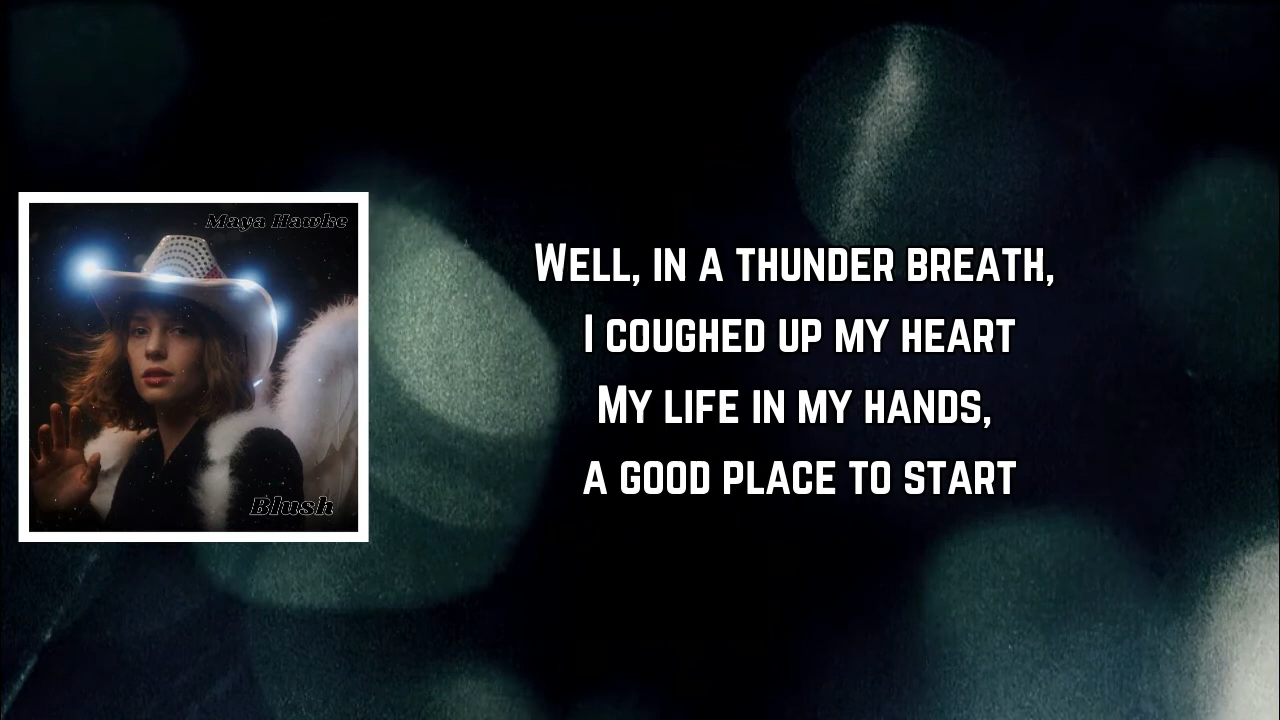 Maya Hawke
Blush
Well, in a thunder breath,
I coughed up my heart
My life in my hands,
a good place to start